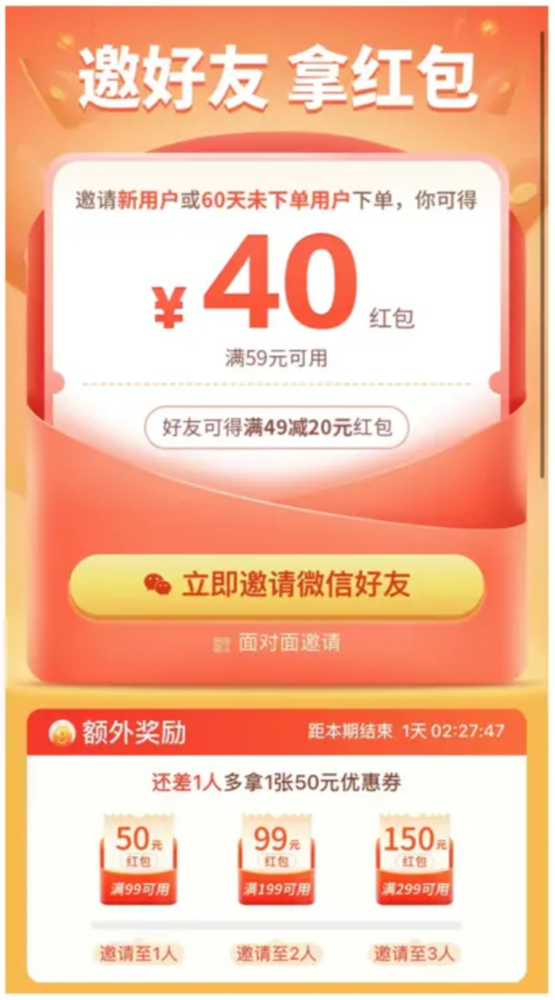 邀好友 拿红包
邀请新用户或60天未下单用户下单，你可得
¥40红包
满59元可用
好友可得满49减20元红包
立即邀请微信好友
面对面邀请
额外奖励 距本期结束 1天 02:27:47
还差1人多拿1张50元优惠券
50元 99元 150元
红包 红包 红包
满99可用 满199可用 满299可用
邀请至1人 邀请至2人 邀请至3人